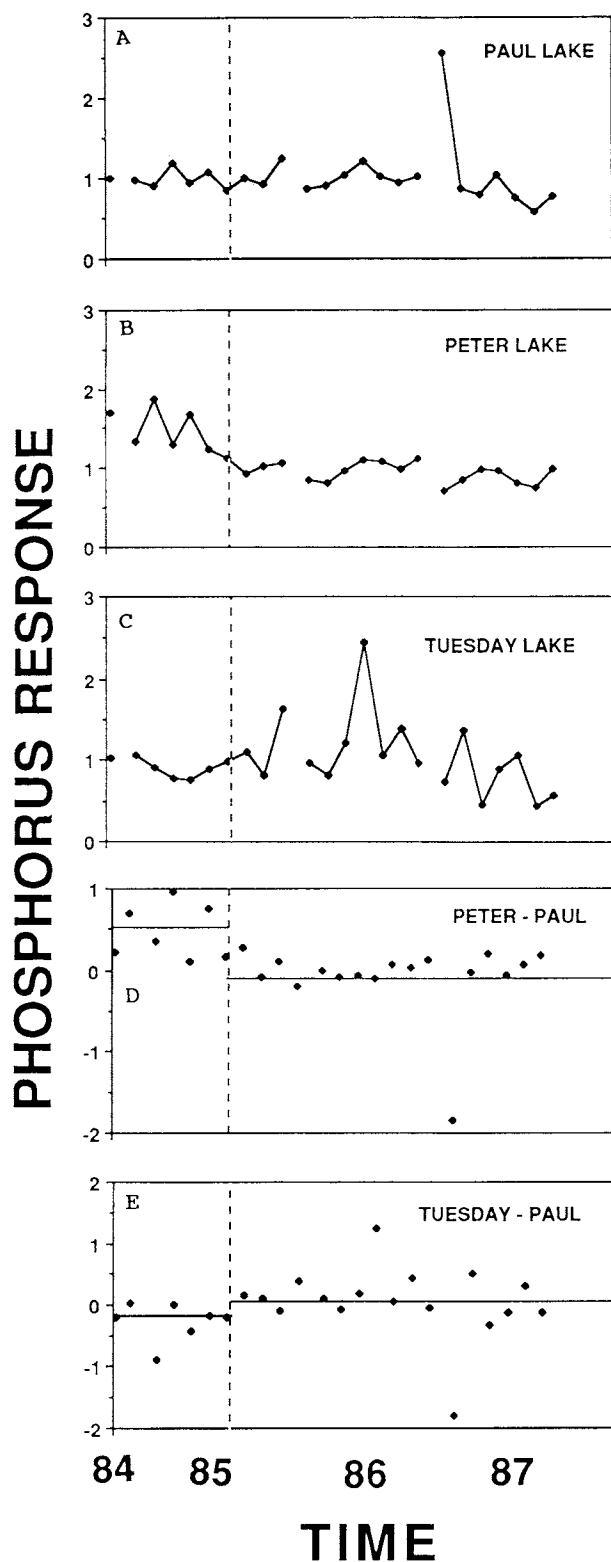 PHOSPHORUS RESPONSE
A
PAUL LAKE
3
2
1
0
B
PETER LAKE
3
2
1
0
C
TUESDAY LAKE
3
2
1
0
PETER - PAUL
1
0
D
-1
-2
E
TUESDAY - PAUL
2
1
0
-1
-2
84 85 86 87
TIME